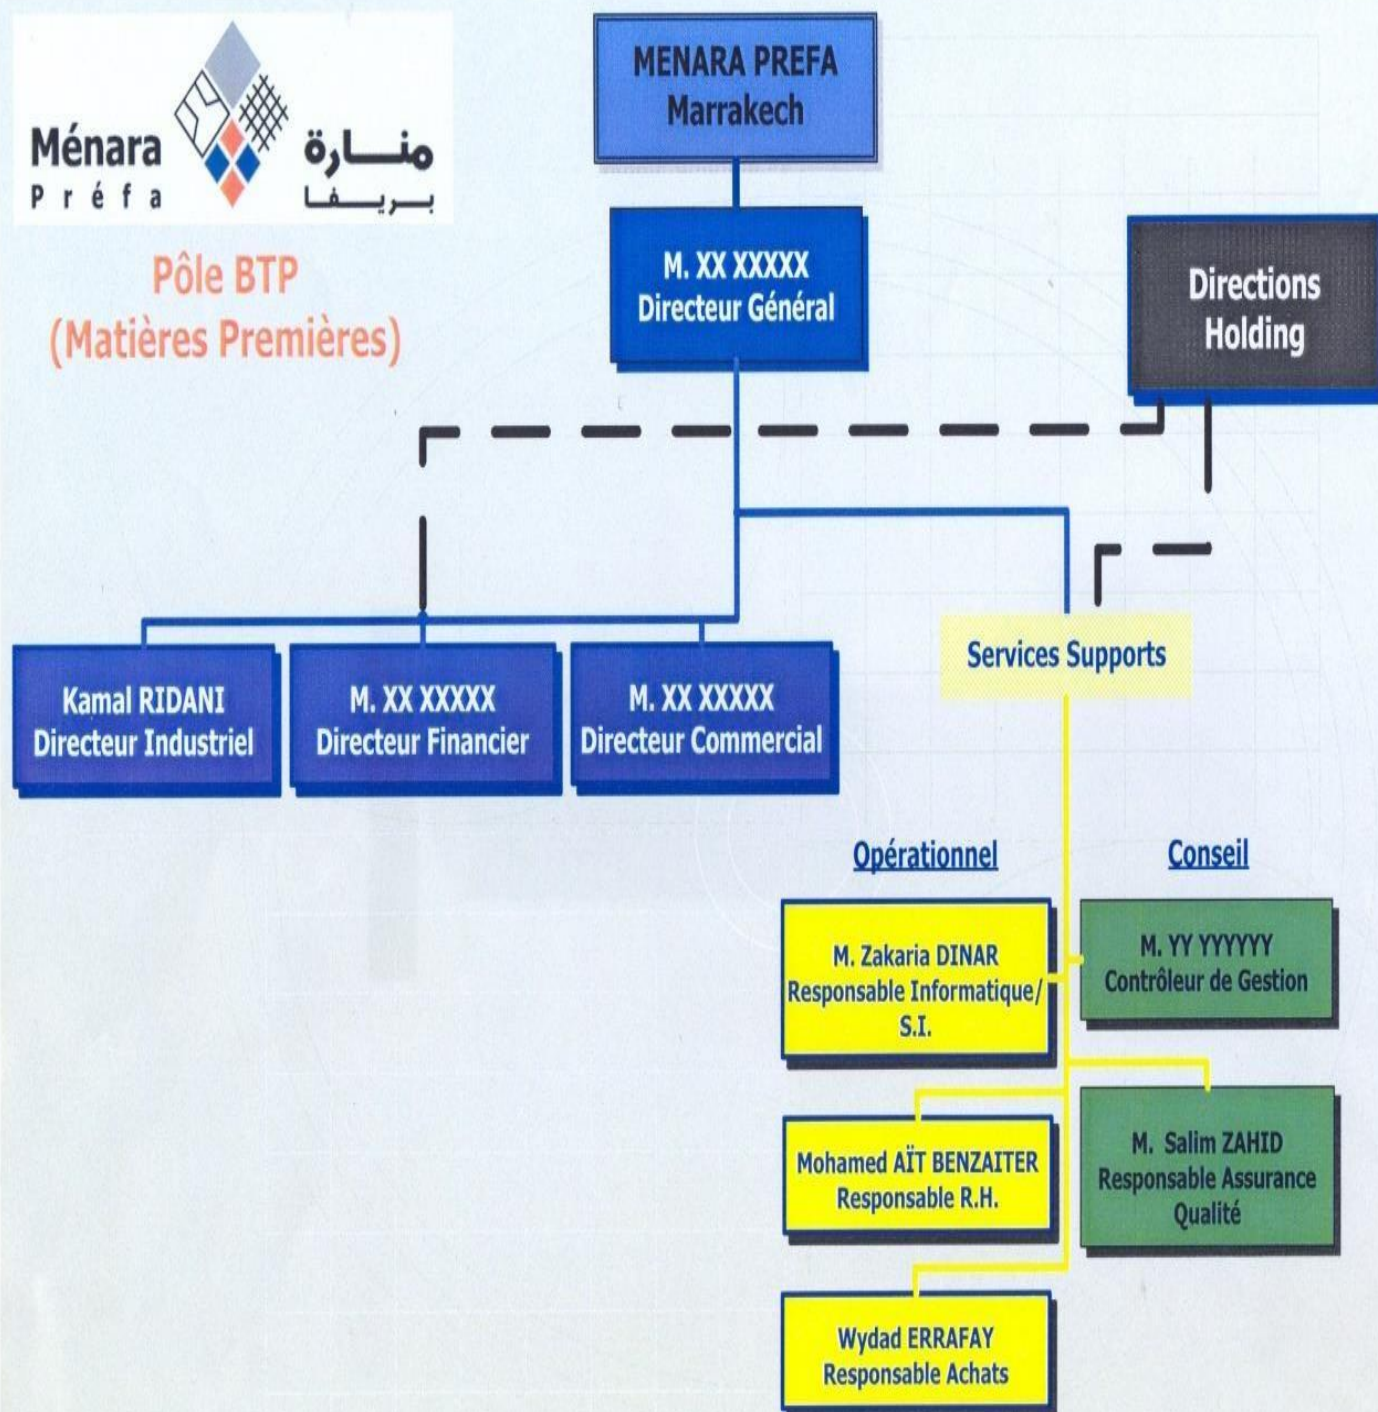 Ménara
Préfa
منارة
بريفا
Pôle BTP
(Matières Premières)
MENARA PREFA
Marrakech
M. XX XXXXX
Directeur Général
Directions
Holding
Kamal RIDANI
Directeur Industriel
M. XX XXXXX
Directeur Financier
M. XX XXXXX
Directeur Commercial
Services Supports
Opérationnel
Conseil
M. Zakaria DINAR
Responsable Informatique/
S.I.
M. YY YYYYYY
Contrôleur de Gestion
Mohamed AÏT BENZAITER
Responsable R.H.
M. Salim ZAHID
Responsable Assurance
Qualité
Wydad ERRAFAY
Responsable Achats